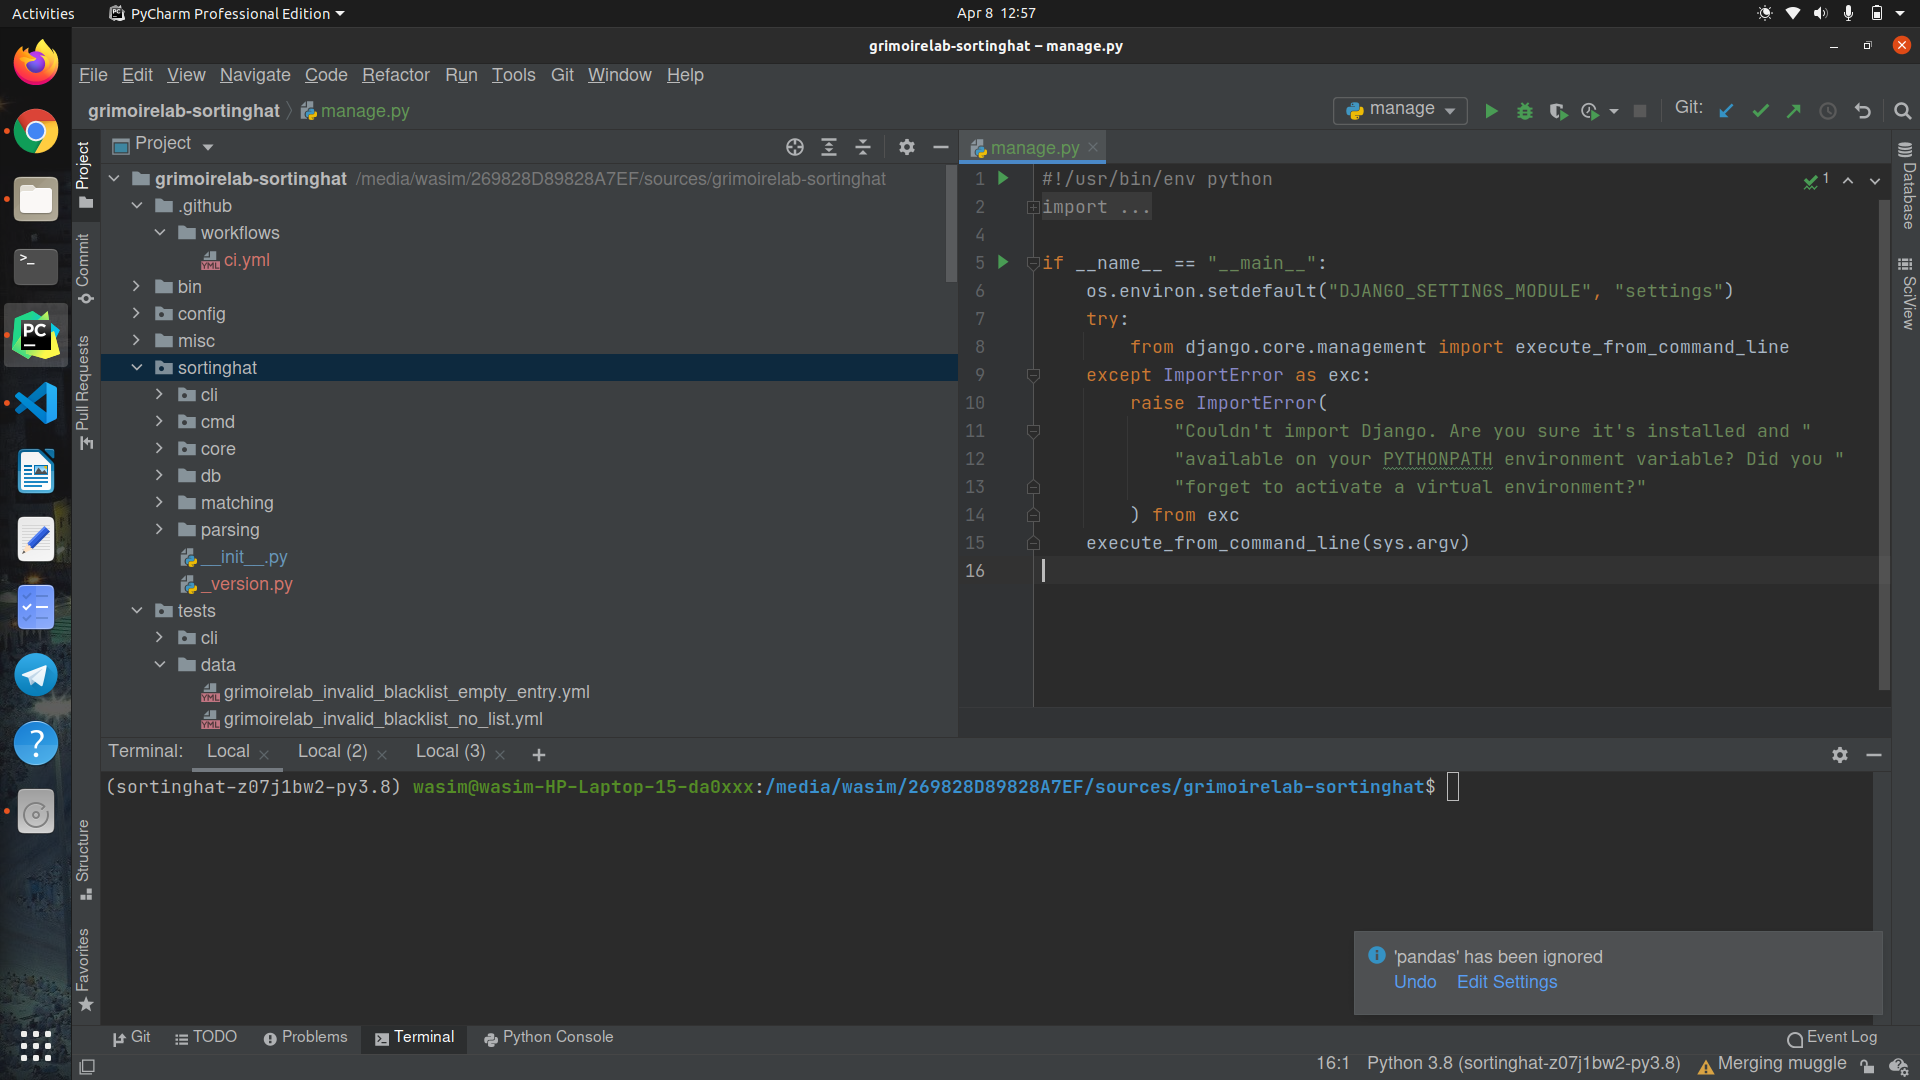 Activities PyCharm Professional Edition Apr 8 12:57
grimoirelab-sortinghat – manage.py
File Edit View Navigate Code Refactor Run Tools Git Window Help
grimoirelab-sortinghat manage.py manage Git:
Project
manage.py
grimoirelab-sortinghat /media/wasim/269828D89828A7EF/sources/grimoirelab-sortinghat
.github
workflows
ci.yml
bin
config
misc
sortinghat
cli
cmd
core
db
matching
parsing
__init__.py
_version.py
tests
cli
data
grimoirelab_invalid_blacklist_empty_entry.yml
grimoirelab_invalid_blacklist_no_list.yml
Project
Commit
Pull Requests
Structure
Favorites
1 #!/usr/bin/env python
2 import ...
4
5 if __name__ == "__main__":
6 os.environ.setdefault("DJANGO_SETTINGS_MODULE", "settings")
7 try:
8 from django.core.management import execute_from_command_line
9 except ImportError as exc:
10 raise ImportError(
11 "Couldn't import Django. Are you sure it's installed and "
12 "available on your PYTHONPATH environment variable? Did you "
13 "forget to activate a virtual environment?"
14 ) from exc
15 execute_from_command_line(sys.argv)
16
1
Database
SciView
Terminal: Local Local (2) Local (3)
(sortinghat-z07j1bw2-py3.8) wasim@wasim-HP-Laptop-15-da0xxx:/media/wasim/269828D89828A7EF/sources/grimoirelab-sortinghat$
'pandas' has been ignored
Undo Edit Settings
Git TODO Problems Terminal Python Console Event Log
16:1 Python 3.8 (sortinghat-z07j1bw2-py3.8) Merging muggle